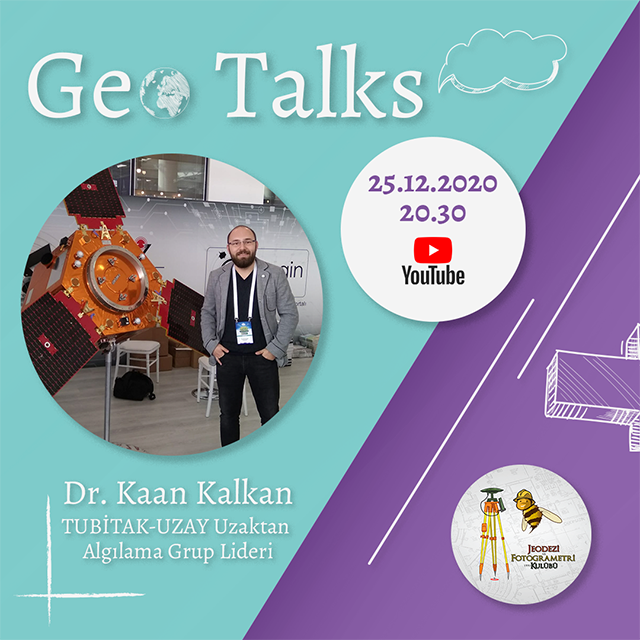 Geo Talks
25.12.2020
20.30
YouTube
Dr. Kaan Kalkan
TUBİTAK-UZAY Uzaktan
Algılama Grup Lideri
JEODEZİ
FOTOGRAMETRİ
KULÜBÜ